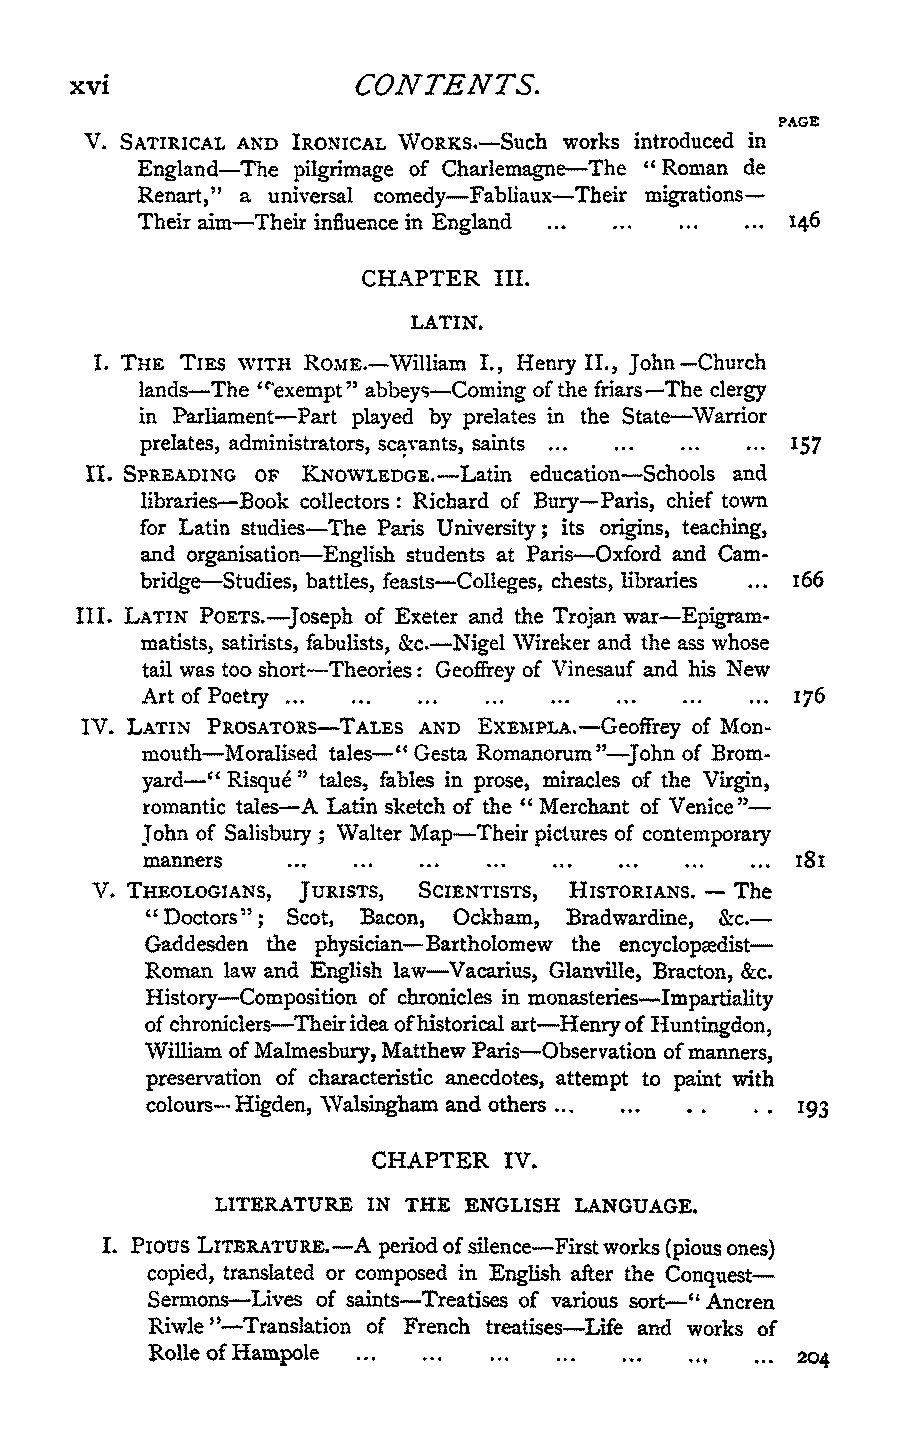 xvi CONTENTS.
PAGE
V. SATIRICAL AND IRONICAL WORKS.—Such works introduced in
England—The pilgrimage of Charlemagne—The "Roman de
Renart," a universal comedy—Fabliaux—Their migrations—
Their aim—Their influence in England ... ... ... ... 146
CHAPTER III.
LATIN.
I. THE TIES WITH ROME.—William I., Henry II., John—Church
lands—The "exempt" abbeys—Coming of the friars—The clergy
in Parliament—Part played by prelates in the State—Warrior
prelates, administrators, scavants, saints ... ... ... ... 157
II. SPREADING OF KNOWLEDGE.—Latin education—Schools and
libraries—Book collectors: Richard of Bury—Paris, chief town
for Latin studies—The Paris University; its origins, teaching,
and organisation—English students at Paris—Oxford and Cam-
bridge—Studies, battles, feasts—Colleges, chests, libraries ... 166
III. LATIN POETS.—Joseph of Exeter and the Trojan war—Epigram-
matists, satirists, fabulists, &c.—Nigel Wireker and the ass whose
tail was too short—Theories: Geoffrey of Vinesauf and his New
Art of Poetry ... ... ... ... ... ... ... ... 176
IV. LATIN PROSATORS—TALES AND EXEMPLA.—Geoffrey of Mon-
mouth—Moralised tales—"Gesta Romanorum"—John of Brom-
yard—"Risqué" tales, fables in prose, miracles of the Virgin,
romantic tales—A Latin sketch of the "Merchant of Venice"—
John of Salisbury; Walter Map—Their pictures of contemporary
manners ... ... ... ... ... ... ... ... 181
V. THEOLOGIANS, JURISTS, SCIENTISTS, HISTORIANS. — The
"Doctors"; Scot, Bacon, Ockham, Bradwardine, &c.—
Gaddesden the physician—Bartholomew the encyclopædist—
Roman law and English law—Vacarius, Glanville, Bracton, &c.
History—Composition of chronicles in monasteries—Impartiality
of chroniclers—Their idea of historical art—Henry of Huntingdon,
William of Malmesbury, Matthew Paris—Observation of manners,
preservation of characteristic anecdotes, attempt to paint with
colours—Higden, Walsingham and others ... ... . . . . 193
CHAPTER IV.
LITERATURE IN THE ENGLISH LANGUAGE.
I. PIOUS LITERATURE.—A period of silence—First works (pious ones)
copied, translated or composed in English after the Conquest—
Sermons—Lives of saints—Treatises of various sort—"Ancren
Riwle"—Translation of French treatises—Life and works of
Rolle of Hampole ... ... ... ... ... ... ... 204